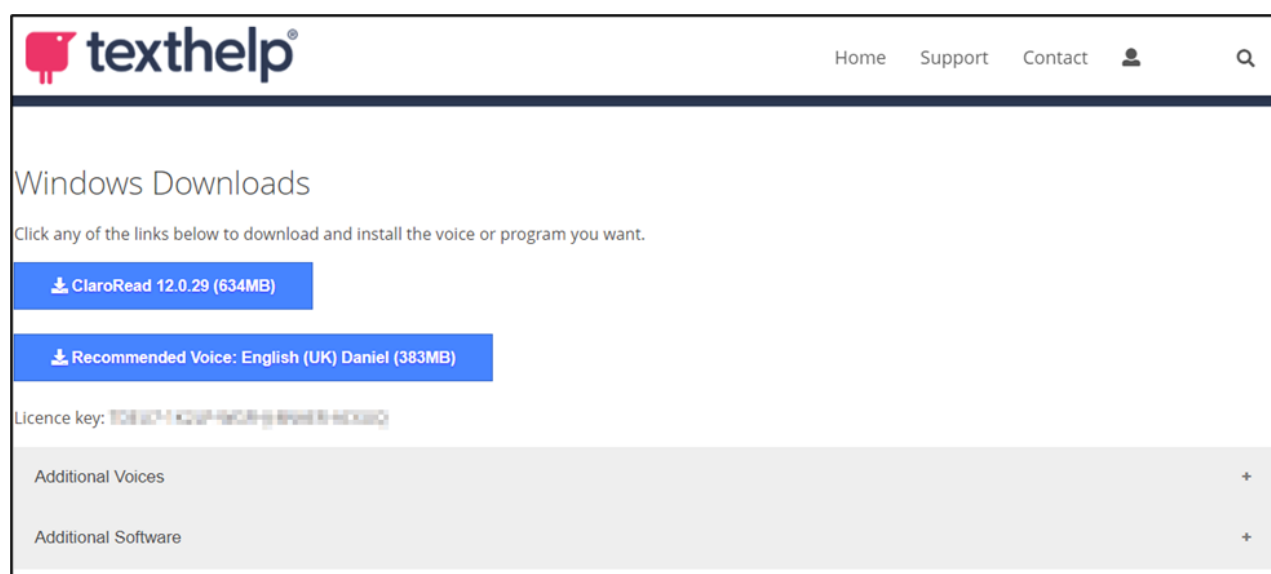 texthelp®
Home Support Contact
Windows Downloads
Click any of the links below to download and install the voice or program you want.
ClaroRead 12.0.29 (634MB)
Recommended Voice: English (UK) Daniel (383MB)
Licence key:
Additional Voices +
Additional Software +